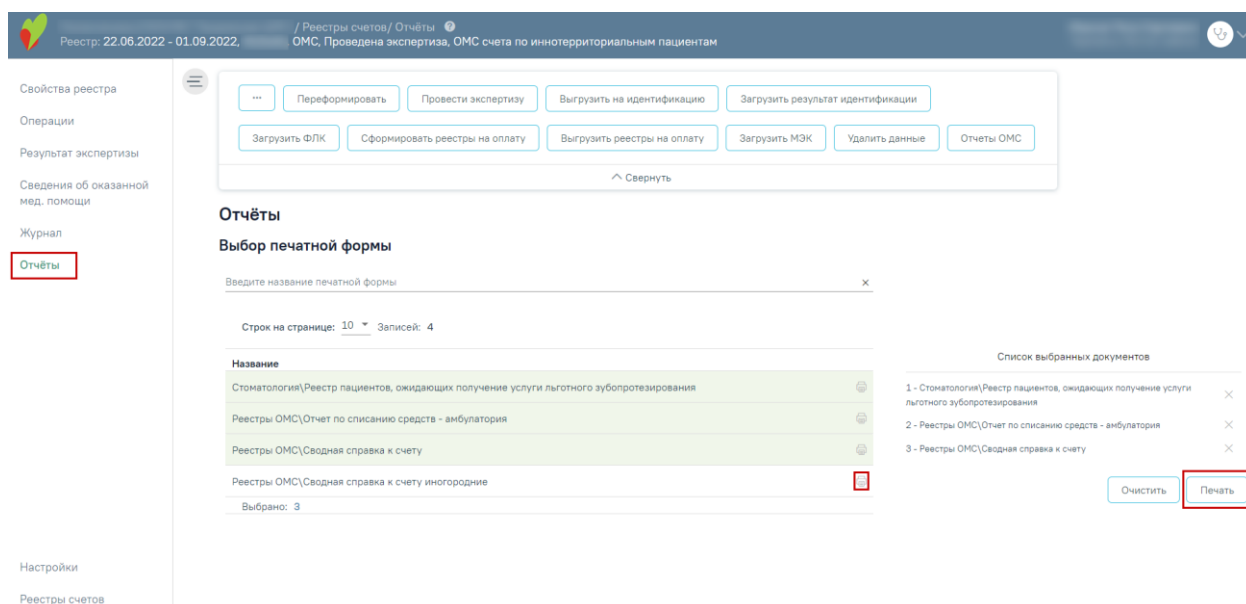 / Реестры счетов/ Отчёты ?
Реестр: 22.06.2022 - 01.09.2022, ОМС, Проведена экспертиза, ОМС счета по иннотерриториальным пациентам
Свойства реестра
Операции
Результат экспертизы
Сведения об оказанной
мед. помощи
Журнал
Отчёты
Настройки
Реестры счетов
... Переформировать Провести экспертизу Выгрузить на идентификацию Загрузить результат идентификации
Загрузить ФЛК Сформировать реестры на оплату Выгрузить реестры на оплату Загрузить МЭК Удалить данные Отчеты ОМС
Свернуть
Отчёты
Выбор печатной формы
Введите название печатной формы
Строк на странице: 10 Записей: 4
Название
Стоматология\Реестр пациентов, ожидающих получение услуги льготного зубопротезирования
Реестры ОМС\Отчет по списанию средств - амбулатория
Реестры ОМС\Сводная справка к счету
Реестры ОМС\Сводная справка к счету иногородние
Выбрано: 3
Список выбранных документов
1 - Стоматология\Реестр пациентов, ожидающих получение услуги
льготного зубопротезирования
2 - Реестры ОМС\Отчет по списанию средств - амбулатория
3 - Реестры ОМС\Сводная справка к счету
Очистить Печать